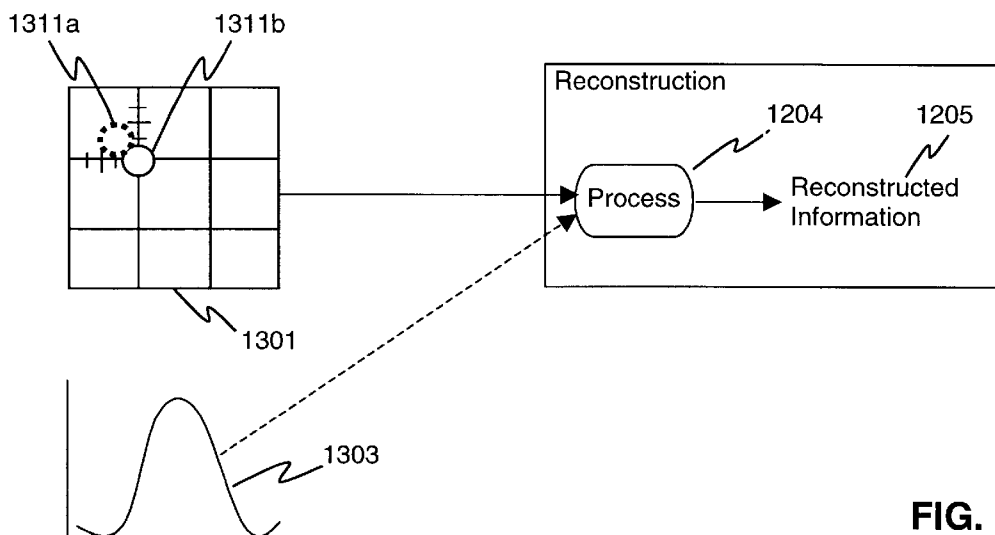 1311a
1311b
Reconstruction
1204
1205
Process
Reconstructed
Information
1301
1303
FIG.